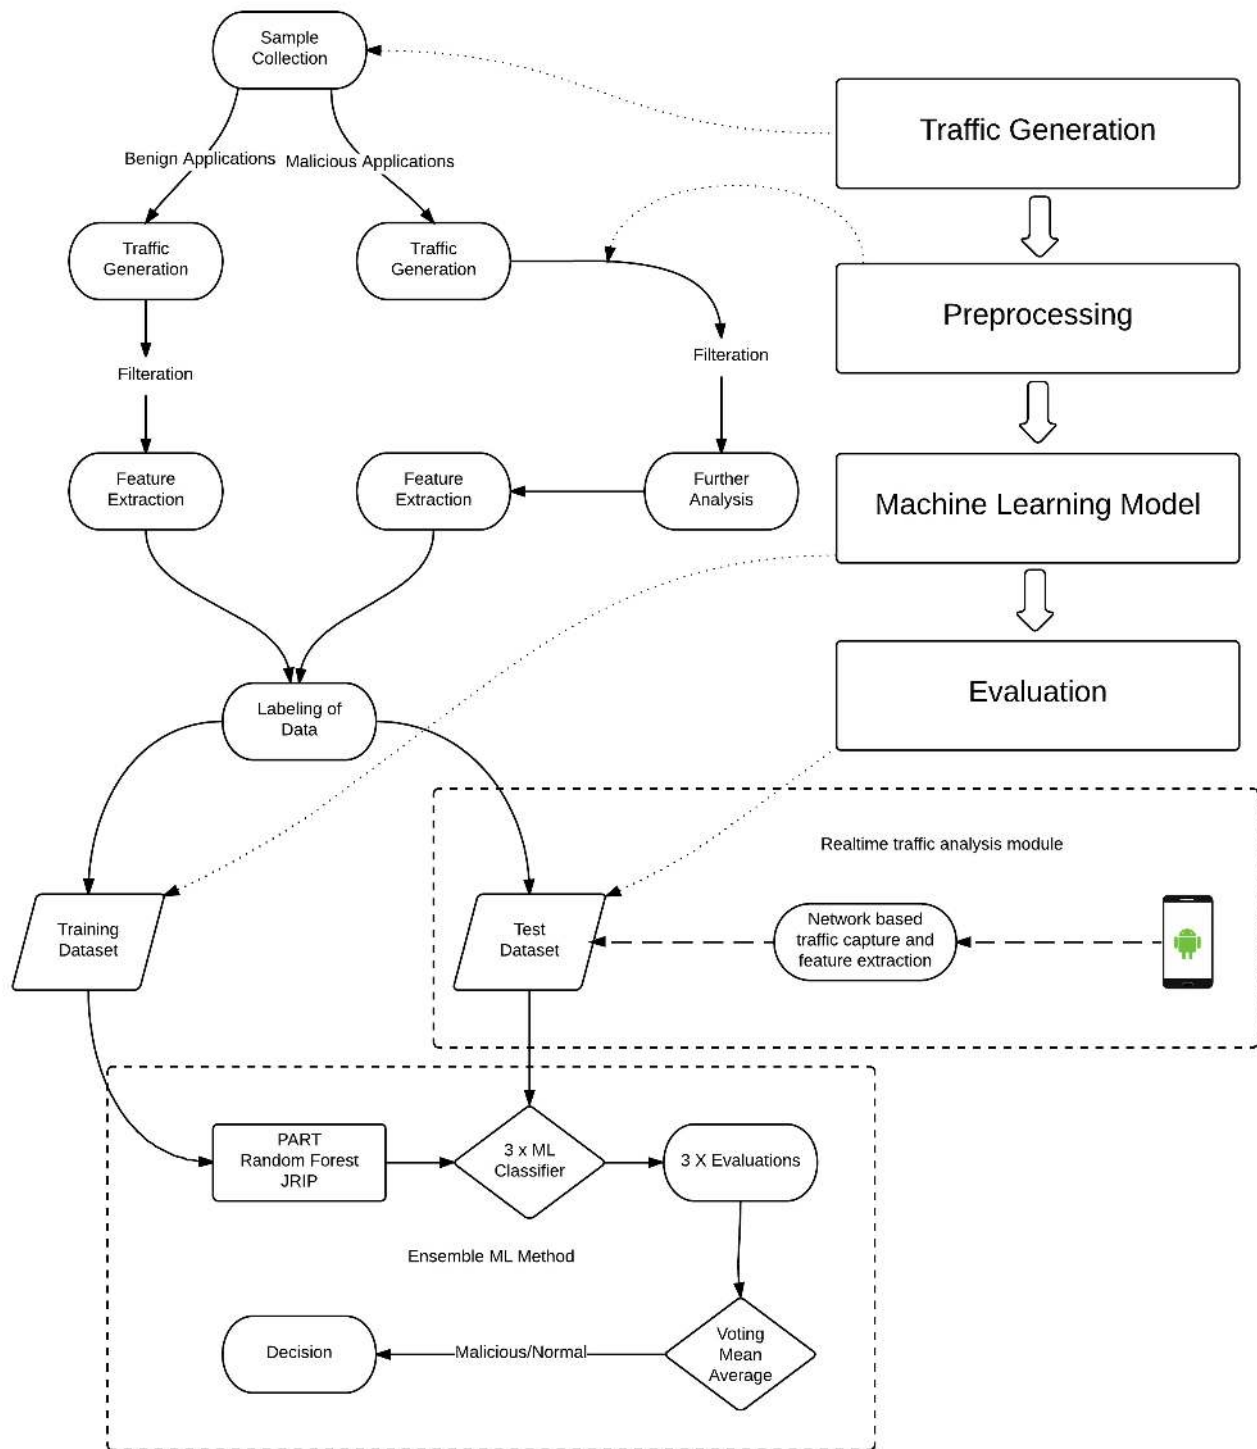 Sample
Collection
Traffic Generation
Benign Applications
Malicious Applications
Traffic
Generation
Traffic
Generation
Preprocessing
Filteration
Filteration
Feature
Extraction
Feature
Extraction
Further
Analysis
Machine Learning Model
Evaluation
Labeling of
Data
Realtime traffic analysis module
Training
Dataset
Test
Dataset
Network based
traffic capture and
feature extraction
PART
Random Forest
JRIP
3 x ML
Classifier
3 X Evaluations
Ensemble ML Method
Decision
Malicious/Normal
Voting
Mean
Average